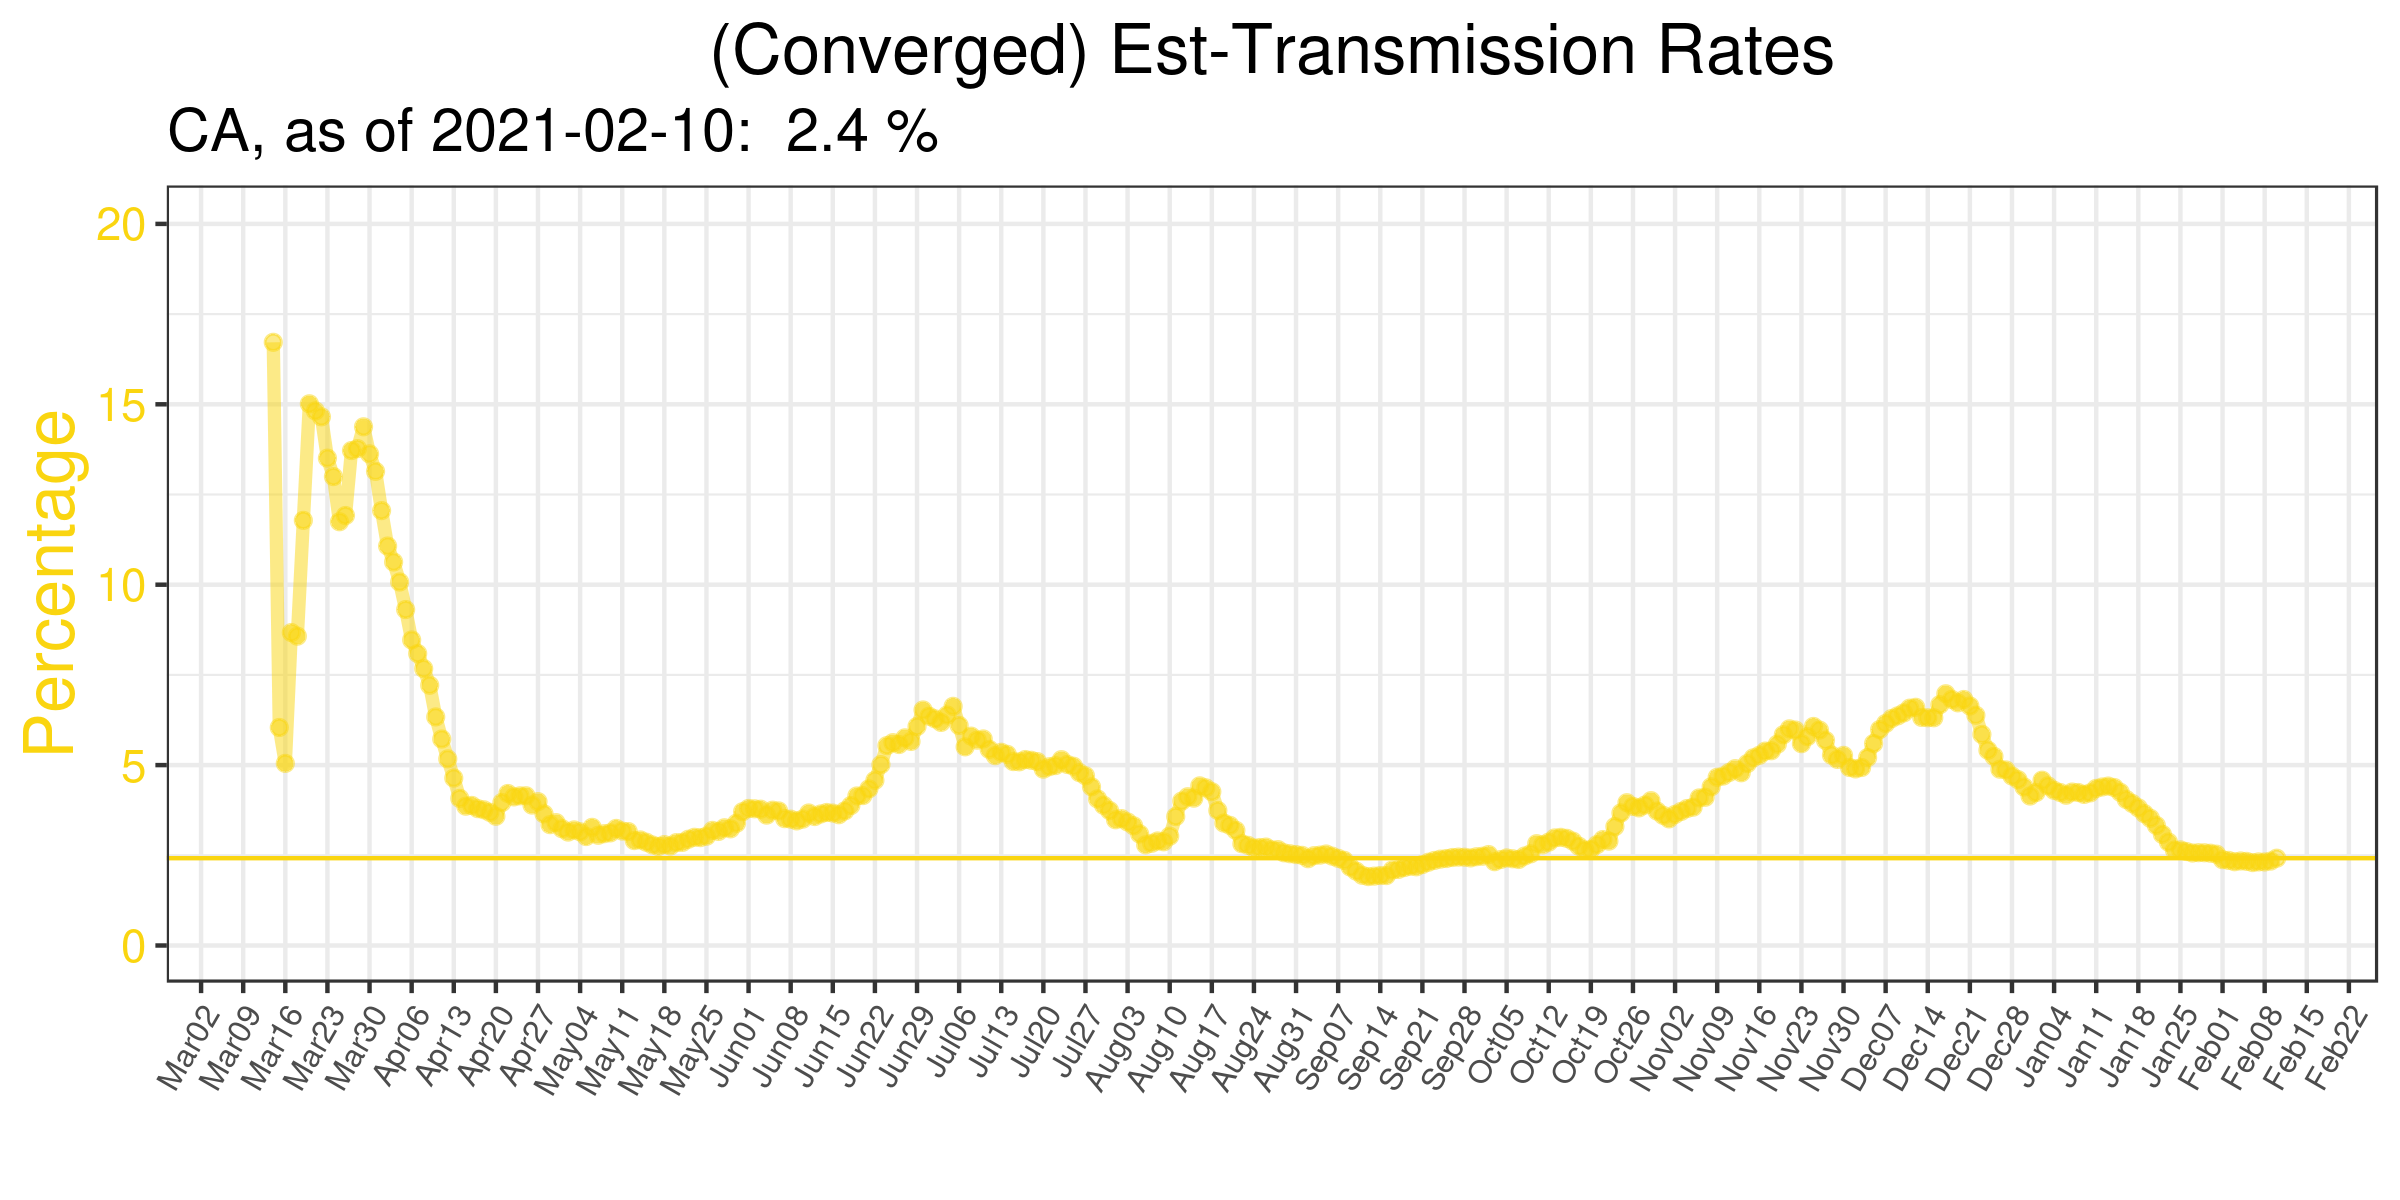 (Converged) Est-Transmission Rates
CA, as of 2021-02-10:  2.4 %
Percentage
20
15
10
5
0
Mar02
Mar09
Mar16
Mar23
Mar30
Apr06
Apr13
Apr20
Apr27
May04
May11
May18
May25
Jun01
Jun08
Jun15
Jun22
Jun29
Jul06
Jul13
Jul20
Jul27
Aug03
Aug10
Aug17
Aug24
Aug31
Sep07
Sep14
Sep21
Sep28
Oct05
Oct12
Oct19
Oct26
Nov02
Nov09
Nov16
Nov23
Nov30
Dec07
Dec14
Dec21
Dec28
Jan04
Jan11
Jan18
Jan25
Feb01
Feb08
Feb15
Feb22